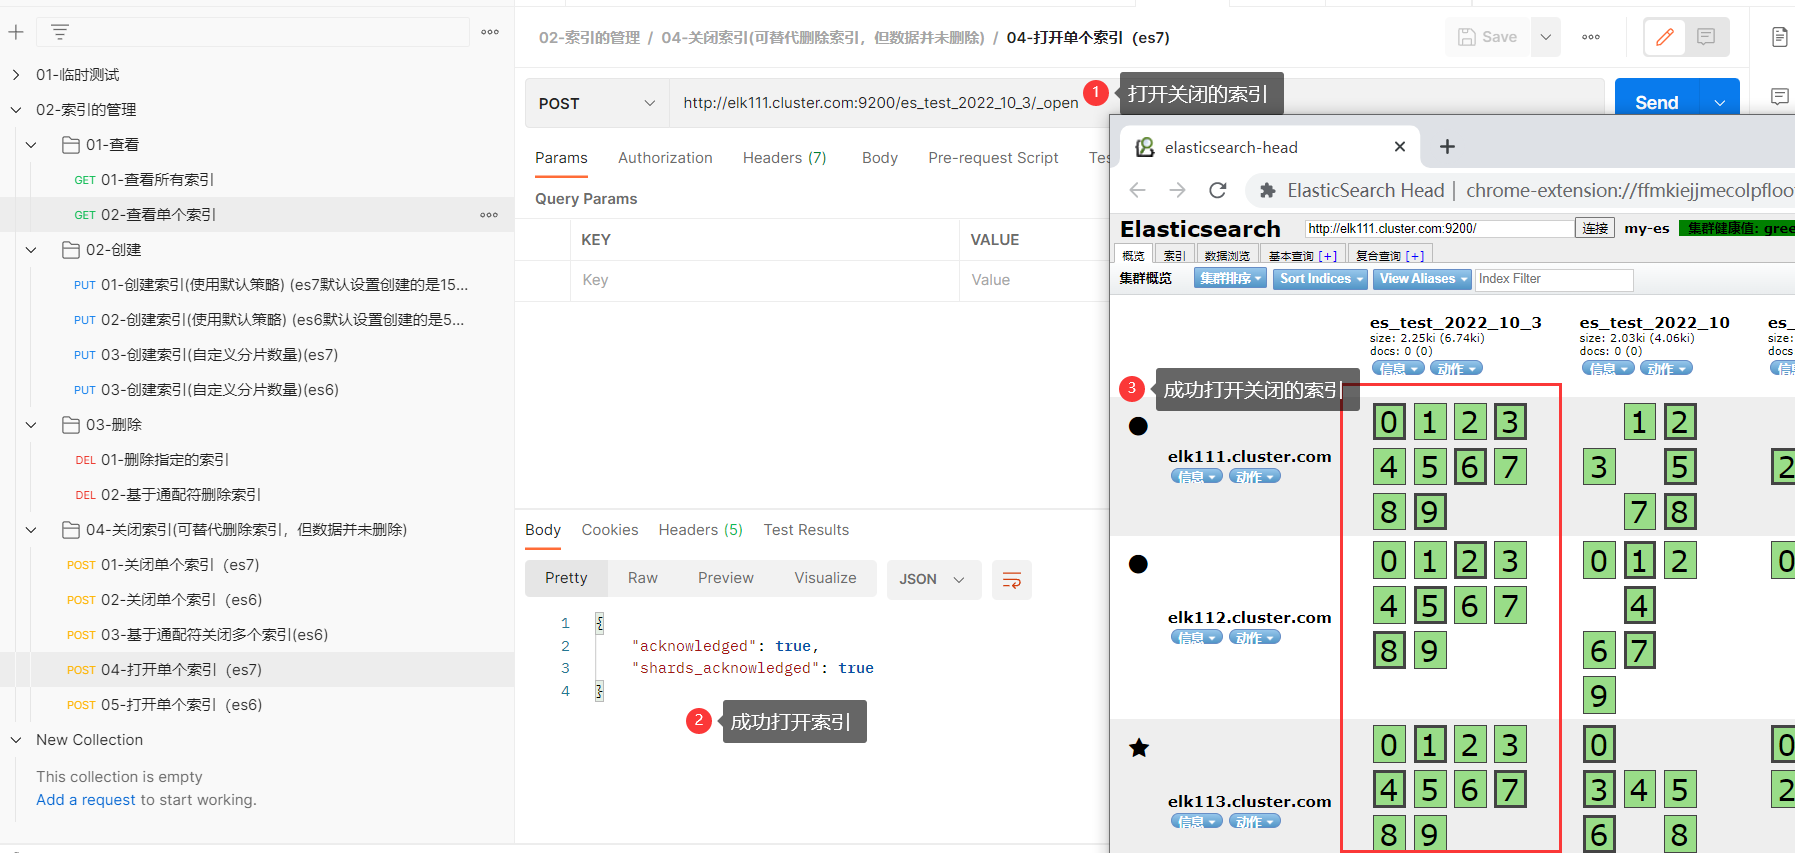 01-临时测试
02-索引的管理
01-查看
GET 01-查看所有索引
GET 02-查看单个索引
02-创建
PUT 01-创建索引(使用默认策略) (es7默认设置创建的是15...
PUT 02-创建索引(使用默认策略) (es6默认设置创建的是5...
PUT 03-创建索引(自定义分片数量)(es7)
PUT 03-创建索引(自定义分片数量)(es6)
03-删除
DEL 01-删除指定的索引
DEL 02-基于通配符删除索引
04-关闭索引(可替代删除索引，但数据并未删除)
POST 01-关闭单个索引（es7)
POST 02-关闭单个索引（es6)
POST 03-基于通配符关闭多个索引(es6)
POST 04-打开单个索引（es7)
POST 05-打开单个索引（es6)
New Collection
This collection is empty
Add a request to start working.
02-索引的管理 / 04-关闭索引(可替代删除索引，但数据并未删除) / 04-打开单个索引（es7)
Save
POST http://elk111.cluster.com:9200/es_test_2022_10_3/_open
1 打开关闭的索引
Send
Params Authorization Headers (7) Body Pre-request Script Tes
Query Params
KEY VALUE
Key Value
Body Cookies Headers (5) Test Results
Pretty Raw Preview Visualize JSON
1 {
2 "acknowledged": true,
3 "shards_acknowledged": true
4 }
2 成功打开索引
elasticsearch-head
ElasticSearch Head | chrome-extension://ffmkiejjmecolpfloo
Elasticsearch http://elk111.cluster.com:9200/ 连接 my-es 集群健康值: gree
概览 索引 数据浏览 基本查询 [+] 复合查询 [+]
集群概览 集群排序 Sort Indices View Aliases Index Filter
es_test_2022_10_3 es_test_2022_10 es_
size: 2.25ki (6.74ki) size: 2.03ki (4.06ki) size:
docs: 0 (0) docs: 0 (0) docs
信息 动作 信息 动作 信
3 成功打开关闭的索引
0 1 2 3 1 2
elk111.cluster.com
4 5 6 7 3 5 2
信息 动作
8 9 7 8
0 1 2 3 0 1 2 0
4 5 6 7 4
elk112.cluster.com
信息 动作
8 9 6 7
9
0 1 2 3 0 0
4 5 6 7 3 4 5 2
elk113.cluster.com
信息 动作
8 9 6 8